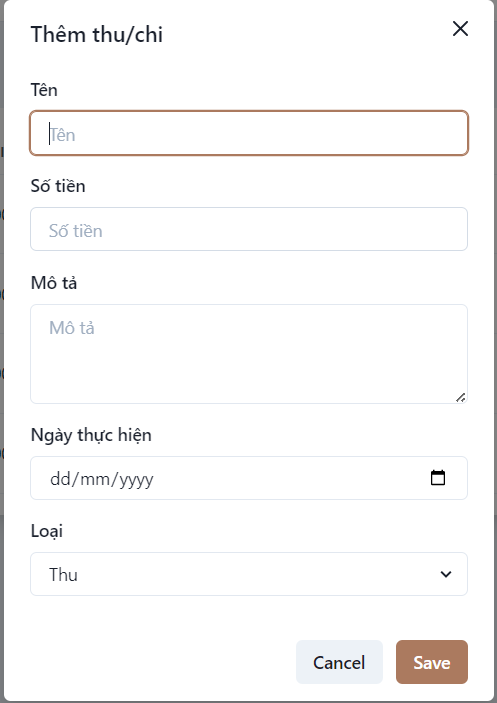 Thêm thu/chi
Tên
Tên
Số tiền
Số tiền
Mô tả
Mô tả
Ngày thực hiện
dd/mm/yyyy
Loại
Thu
Cancel Save